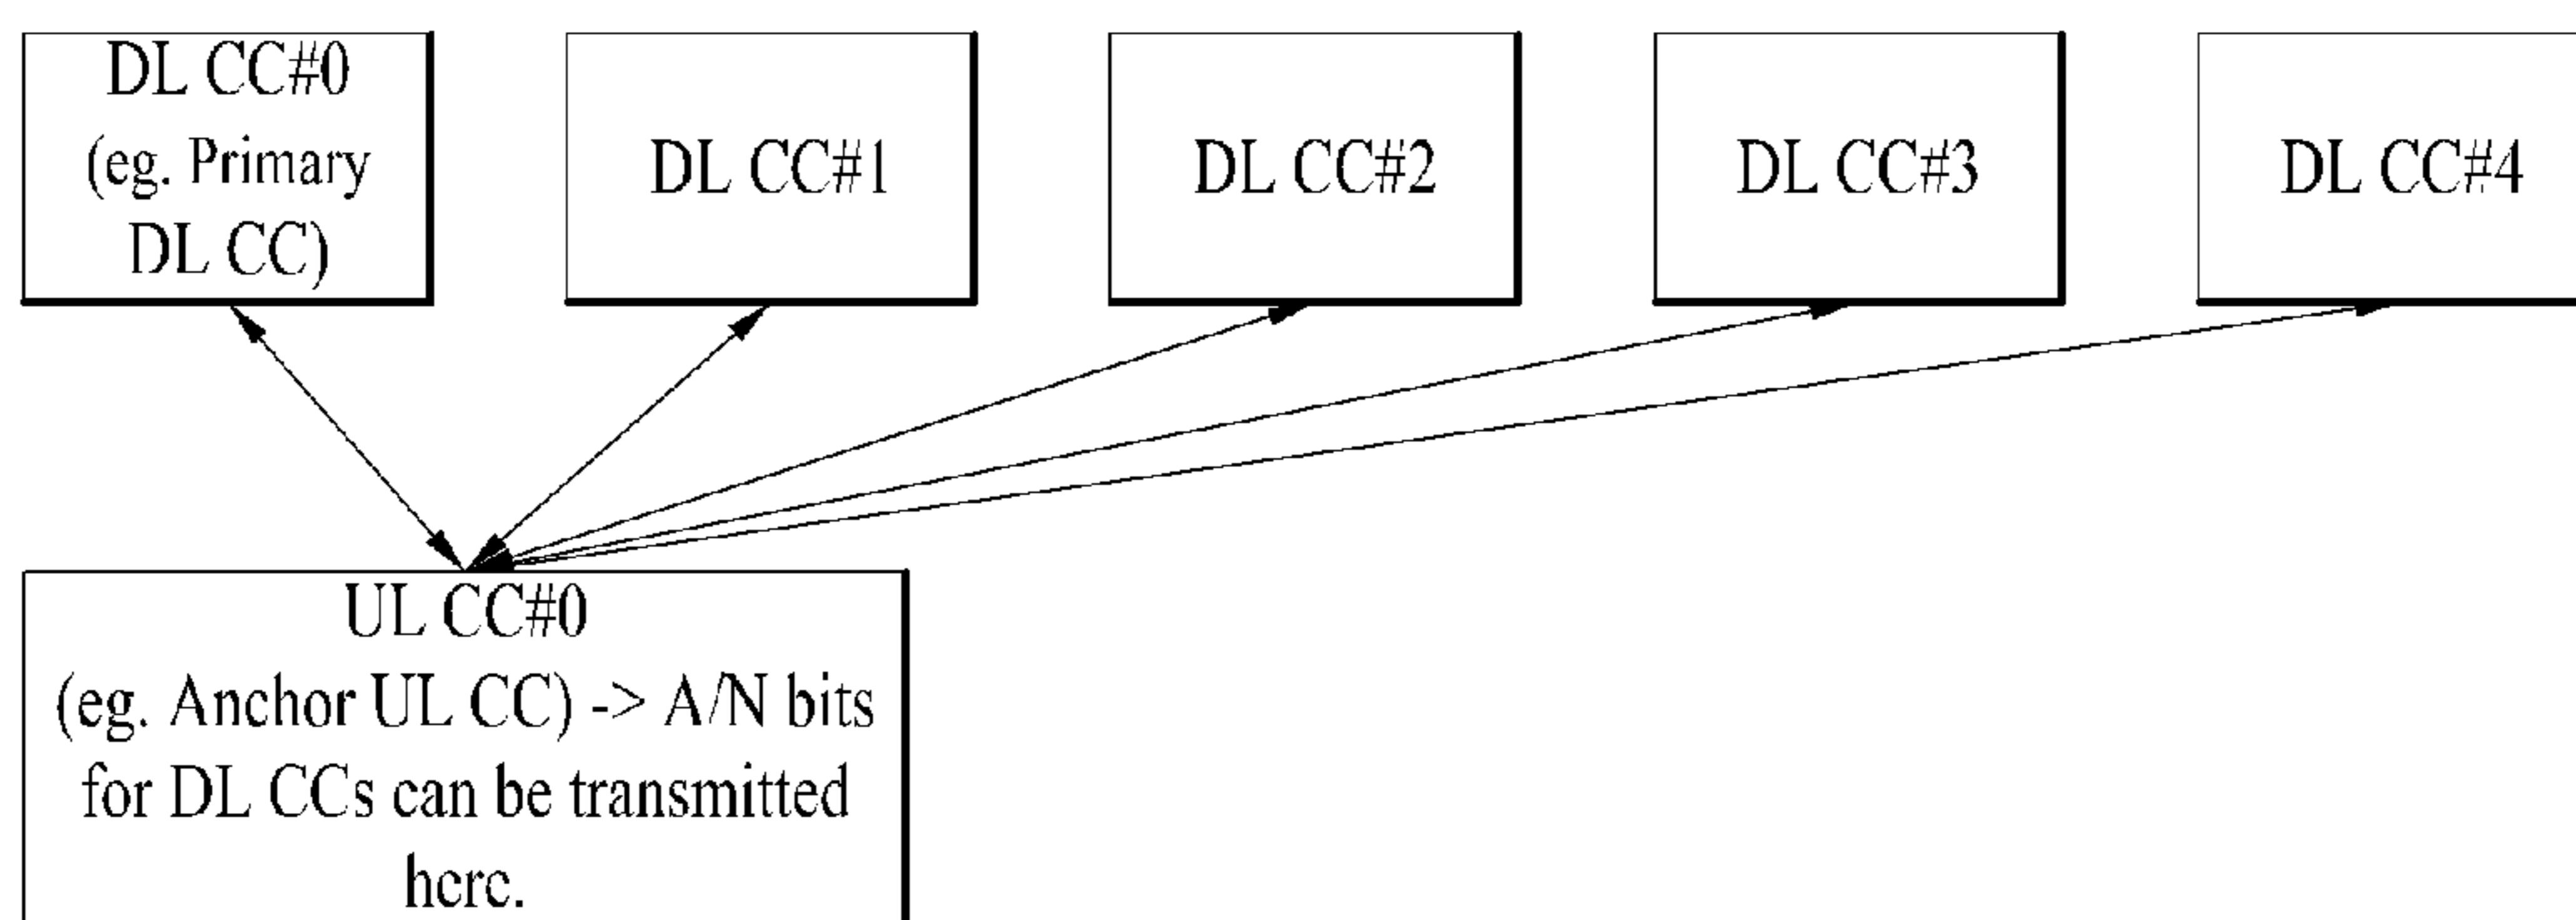 DL CC#0
(eg. Primary
DL CC)
DL CC#1
DL CC#2
DL CC#3
DL CC#4
UL CC#0
(eg. Anchor UL CC) -> A/N bits
for DL CCs can be transmitted
here.